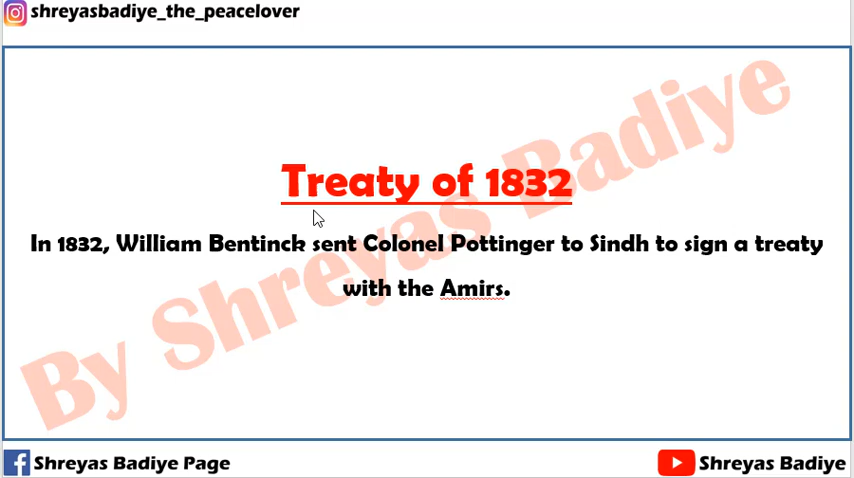 shreyasbadiye_the_peacelover
Treaty of 1832
In 1832, William Bentinck sent Colonel Pottinger to Sindh to sign a treaty
with the Amirs.
By Shreyas Badiye
Shreyas Badiye Page
Shreyas Badiye